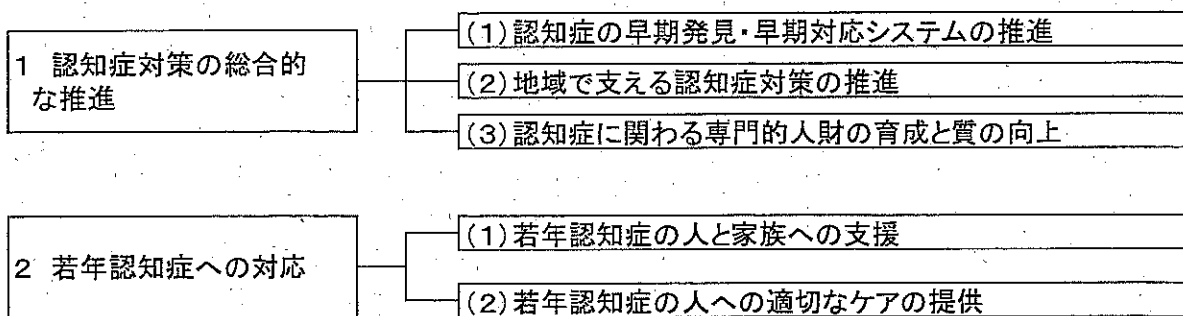 1 認知症対策の総合的
な推進
(1)認知症の早期発見・早期対応システムの推進
(2)地域で支える認知症対策の推進
(3)認知症に関わる専門的人財の育成と質の向上
2 若年認知症への対応
(1)若年認知症の人と家族への支援
(2)若年認知症の人への適切なケアの提供